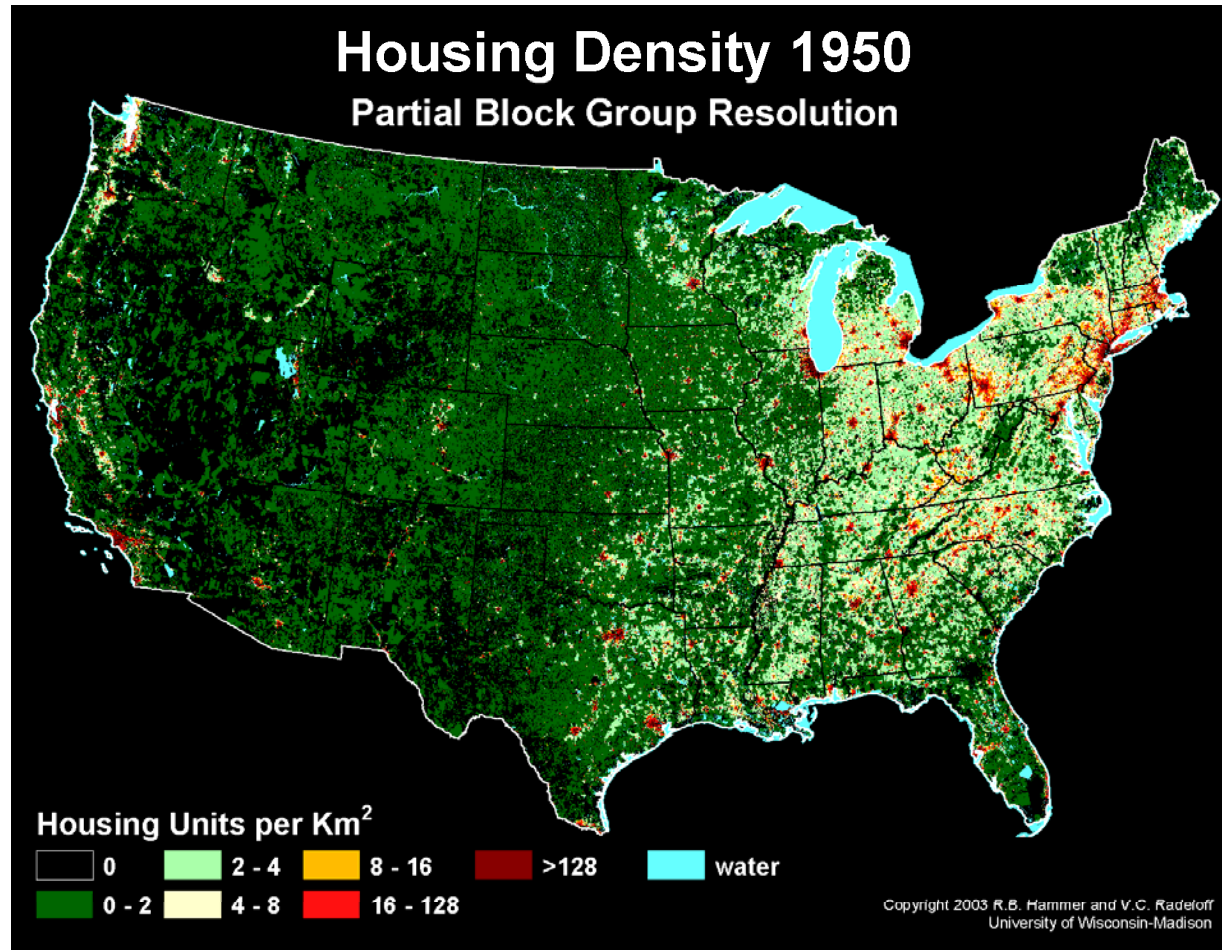 Housing Density 1950
Partial Block Group Resolution
Housing Units per Km²
0
2 - 4
8 - 16
>128
water
0 - 2
4 - 8
16 - 128
Copyright 2003 R.B. Hammer and V.C. Radeloff
University of Wisconsin-Madison